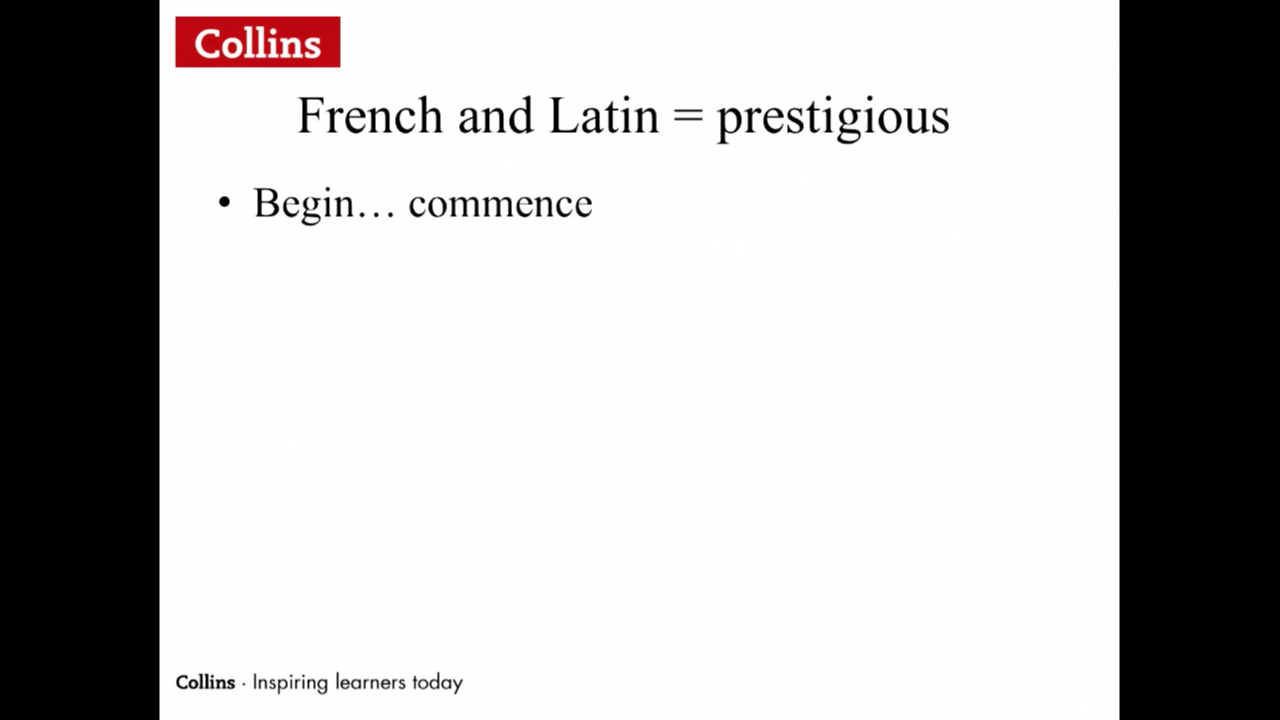 Collins
French and Latin = prestigious
• Begin… commence
Collins · Inspiring learners today